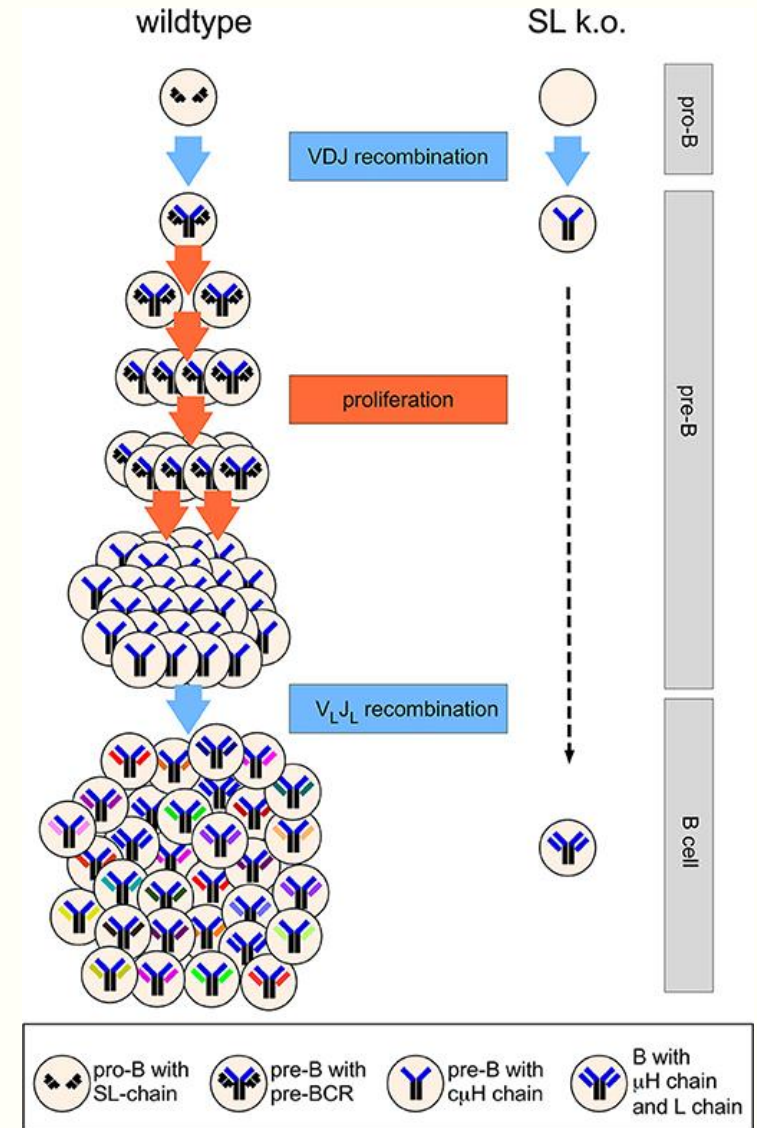 wildtype
SL k.o.
pro-B
VDJ recombination
proliferation
pre-B
VLJL recombination
B cell
pro-B with
SL-chain
pre-B with
pre-BCR
pre-B with
cμH chain
B with
μH chain
and L chain